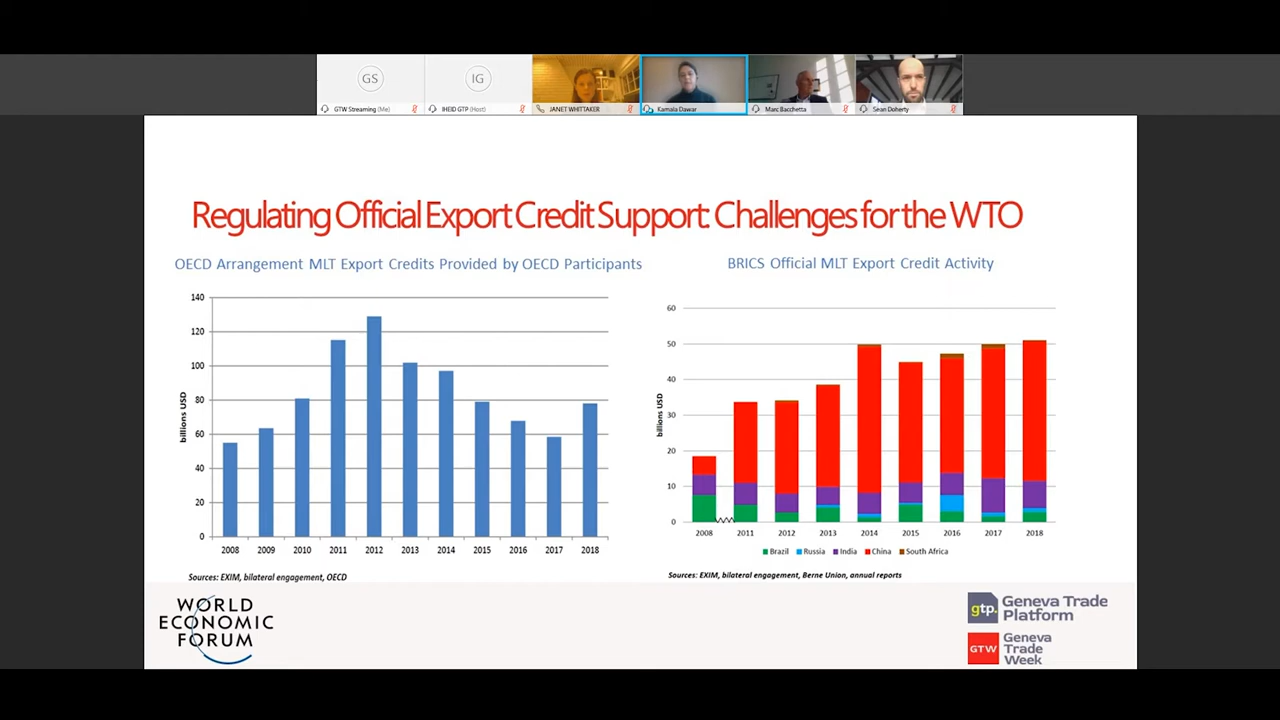 GS
IG
GTW Streaming (Me)
IHEID GTP (Host)
JANET WHITTAKER
Kamala Dawar
Marc Bacchetta
Sean Doherty
Regulating Official Export Credit Support: Challenges for the WTO
OECD Arrangement MLT Export Credits Provided by OECD Participants
140
120
100
80
60
40
20
0
billions USD
2008 2009 2010 2011 2012 2013 2014 2015 2016 2017 2018
Sources: EXIM, bilateral engagement, OECD
BRICS Official MLT Export Credit Activity
60
50
40
30
20
10
0
billions USD
2008 2011 2012 2013 2014 2015 2016 2017 2018
Brazil Russia India China South Africa
Sources: EXIM, bilateral engagement, Berne Union, annual reports
WORLD
ECONOMIC
FORUM
gtp.
Geneva Trade
Platform
GTW
Geneva
Trade
Week